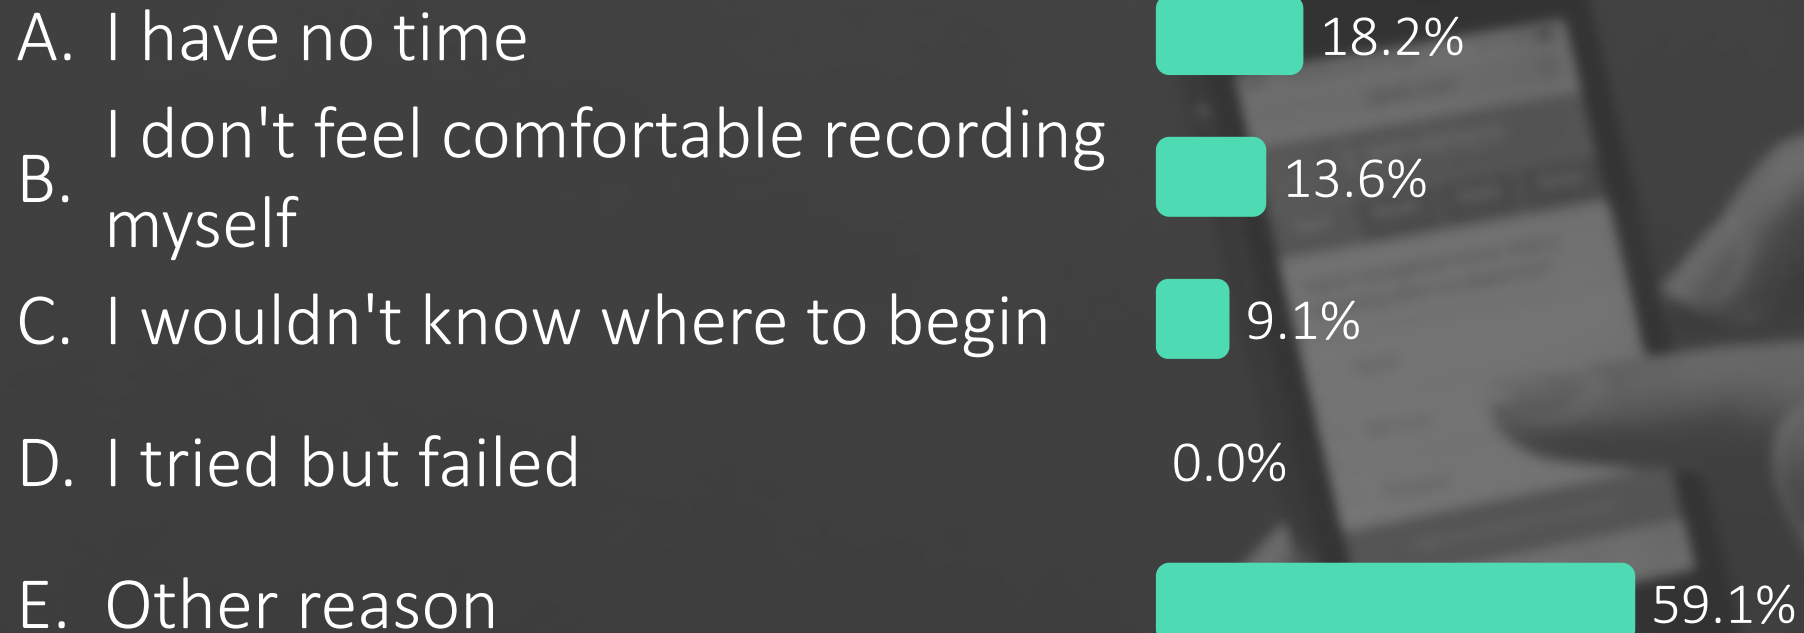 A. I have no time 18.2%
B. I don't feel comfortable recording
myself 13.6%
C. I wouldn't know where to begin 9.1%
D. I tried but failed 0.0%
E. Other reason 59.1%